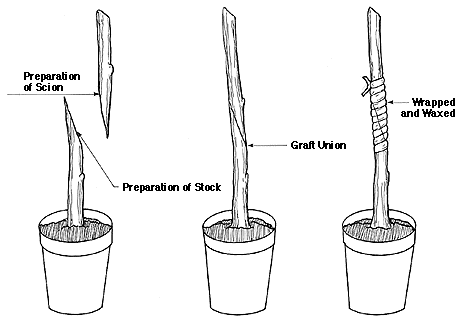 Preparation
of Scion
Preparation of Stock
Graft Union
Wrapped
and Waxed